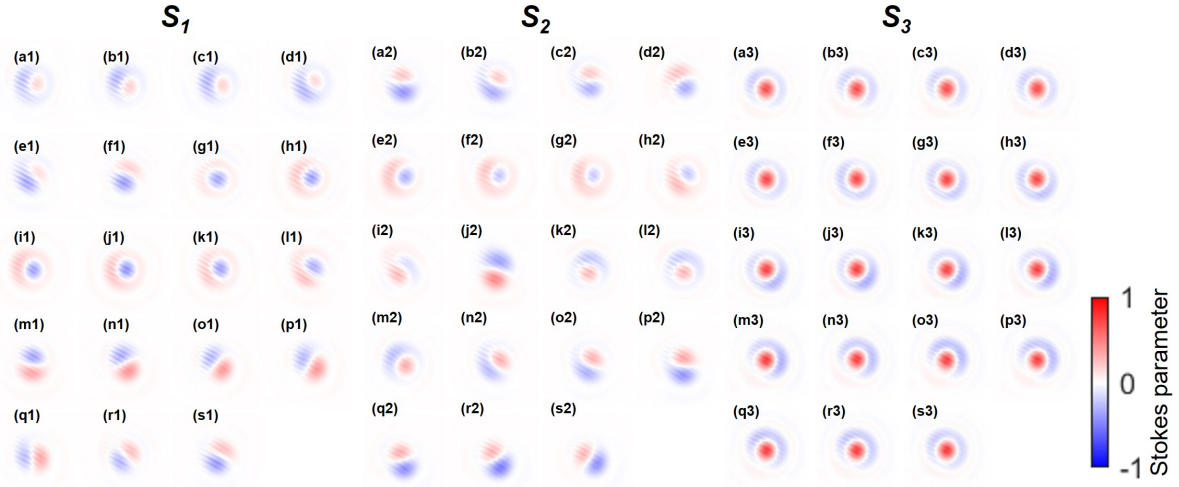 S1 S2 S3
(a1) (b1) (c1) (d1) (a2) (b2) (c2) (d2) (a3) (b3) (c3) (d3)
(e1) (f1) (g1) (h1) (e2) (f2) (g2) (h2) (e3) (f3) (g3) (h3)
(i1) (j1) (k1) (l1) (i2) (j2) (k2) (l2) (i3) (j3) (k3) (l3)
(m1) (n1) (o1) (p1) (m2) (n2) (o2) (p2) (m3) (n3) (o3) (p3)
(q1) (r1) (s1) (q2) (r2) (s2) (q3) (r3) (s3)
1
0
-1
Stokes parameter